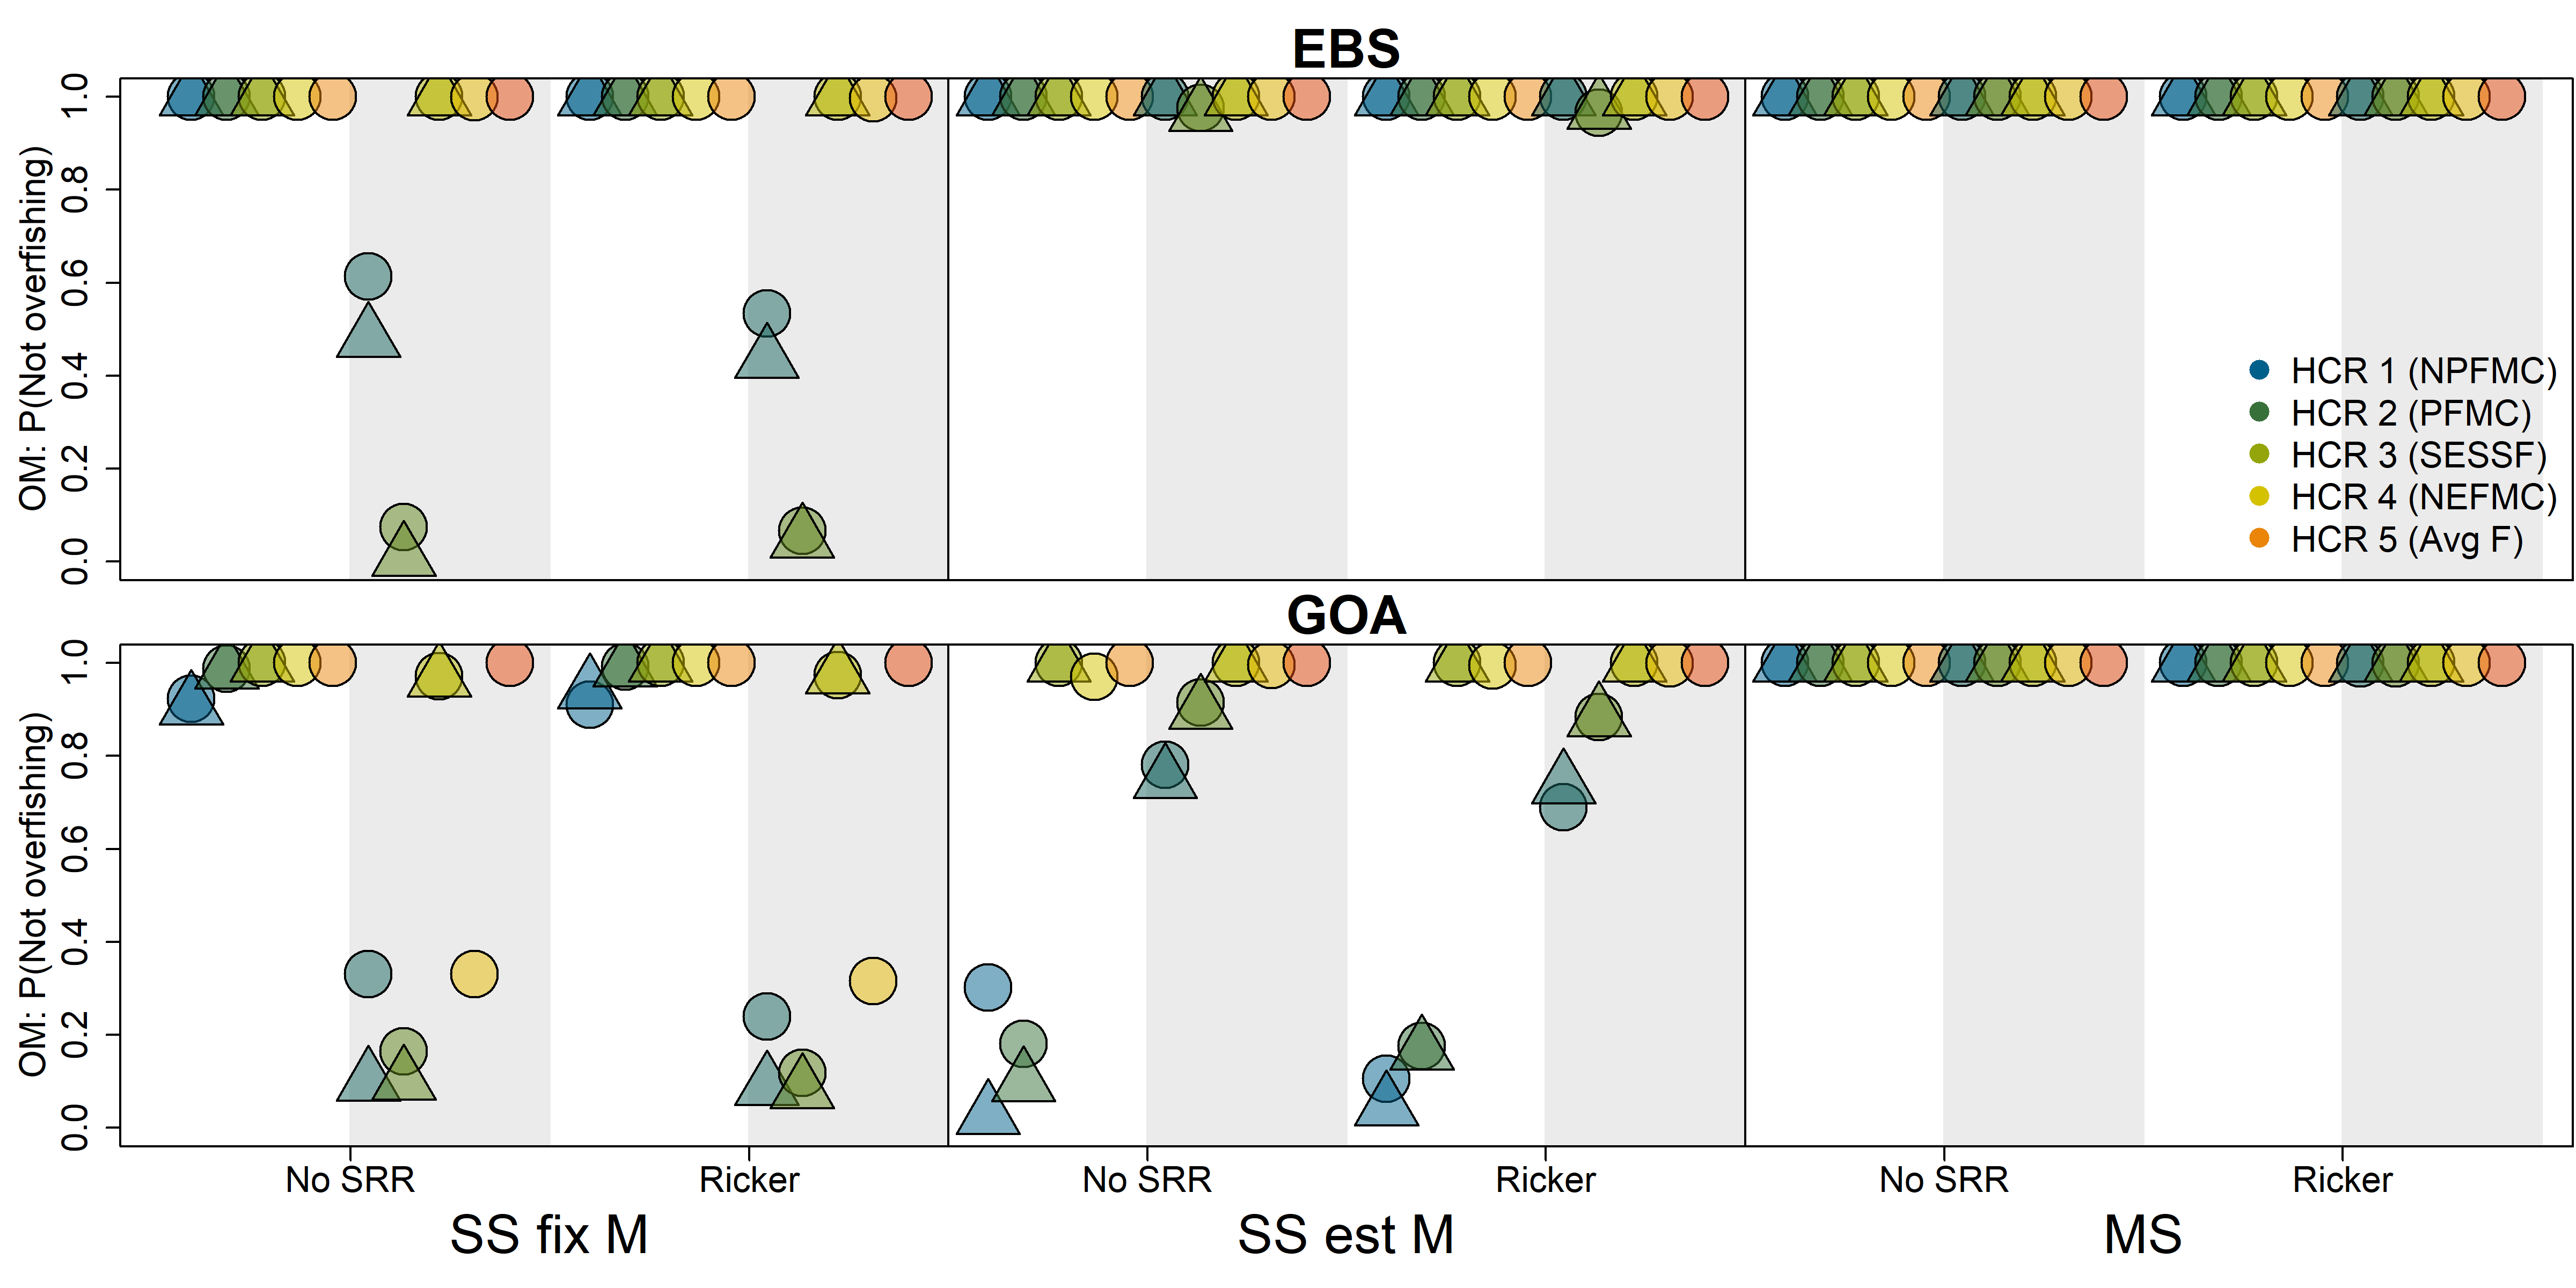 EBS
OM: P(Not overfishing)
1.0
0.8
0.6
0.4
0.2
0.0
HCR 1 (NPFMC)
HCR 2 (PFMC)
HCR 3 (SESSF)
HCR 4 (NEFMC)
HCR 5 (Avg F)
GOA
OM: P(Not overfishing)
1.0
0.8
0.6
0.4
0.2
0.0
No SRR Ricker No SRR Ricker No SRR Ricker
SS fix M SS est M MS